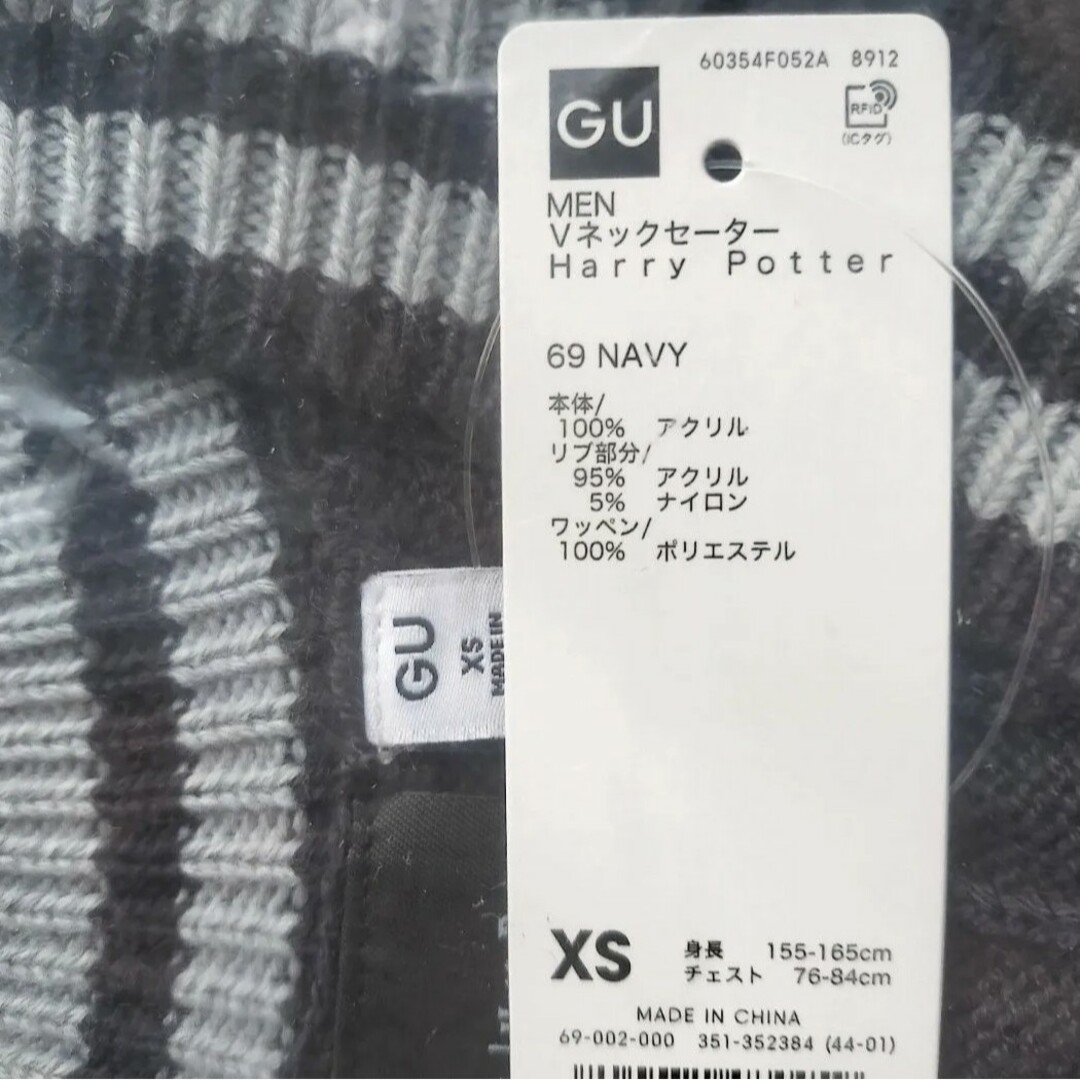 60354F052A 8912
GU
RFID
(ICタグ)
MEN
Vネックセーター
Harry Potter
69 NAVY
本体/
100% アクリル
リブ部分/
95% アクリル
5% ナイロン
ワッペン/
100% ポリエステル
GU
XS
MADE IN
XS
身長 155-165cm
チェスト 76-84cm
MADE IN CHINA
69-002-000 351-352384 (44-01)